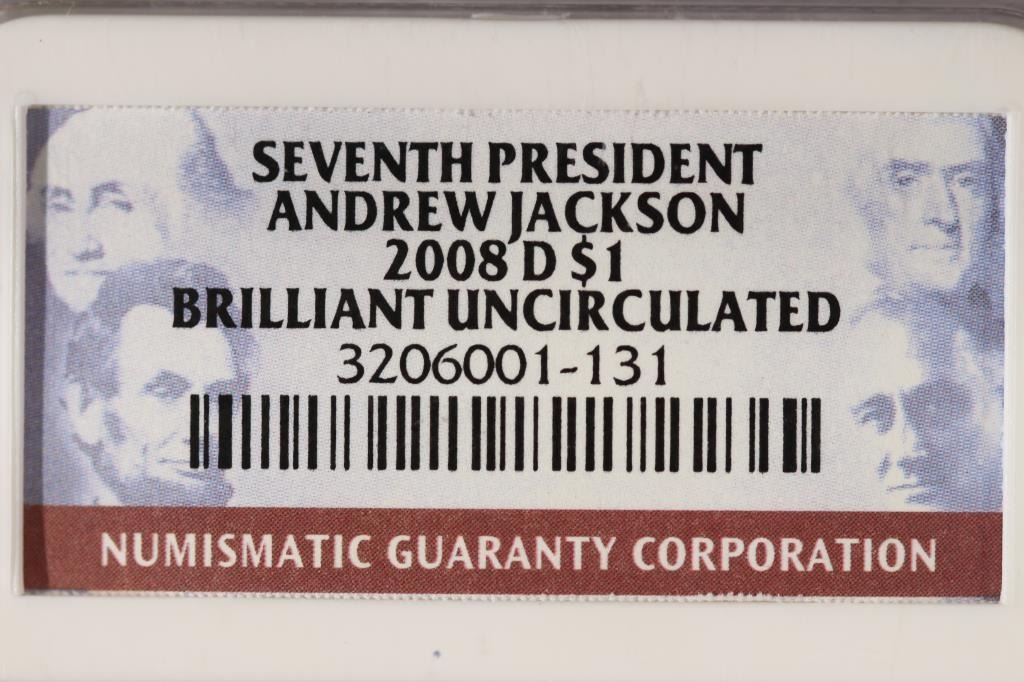 SEVENTH PRESIDENT
ANDREW JACKSON
2008 D $1
BRILLIANT UNCIRCULATED
3206001-131
NUMISMATIC GUARANTY CORPORATION